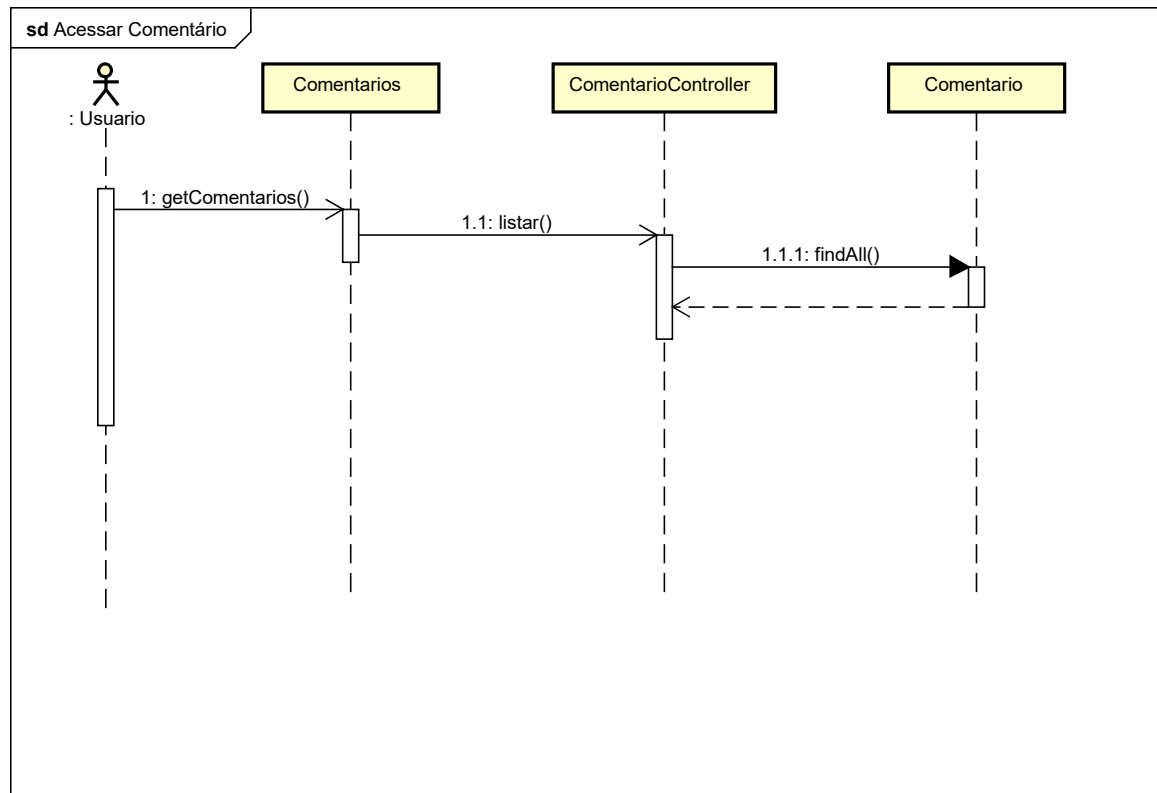 sd Acessar Comentário
: Usuario
Comentarios
ComentarioController
Comentario
1: getComentarios()
1.1: listar()
1.1.1: findAll()